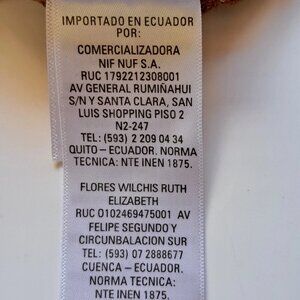 IMPORTADO EN ECUADOR
POR:
COMERCIALIZADORA
NIF NUF S.A.
RUC 1792212308001
AV GENERAL RUMIÑAHUI
S/N Y SANTA CLARA, SAN
LUIS SHOPPING PISO 2
N2-247
TEL: (593) 2 209 04 34
QUITO – ECUADOR. NORMA
TECNICA: NTE INEN 1875.
FLORES WILCHIS RUTH
ELIZABETH
RUC 0102469475001 AV
FELIPE SEGUNDO Y
CIRCUNBALACION SUR
TEL: (593) 07 2888677
CUENCA – ECUADOR.
NORMA TECNICA:
NTE INEN 1875.